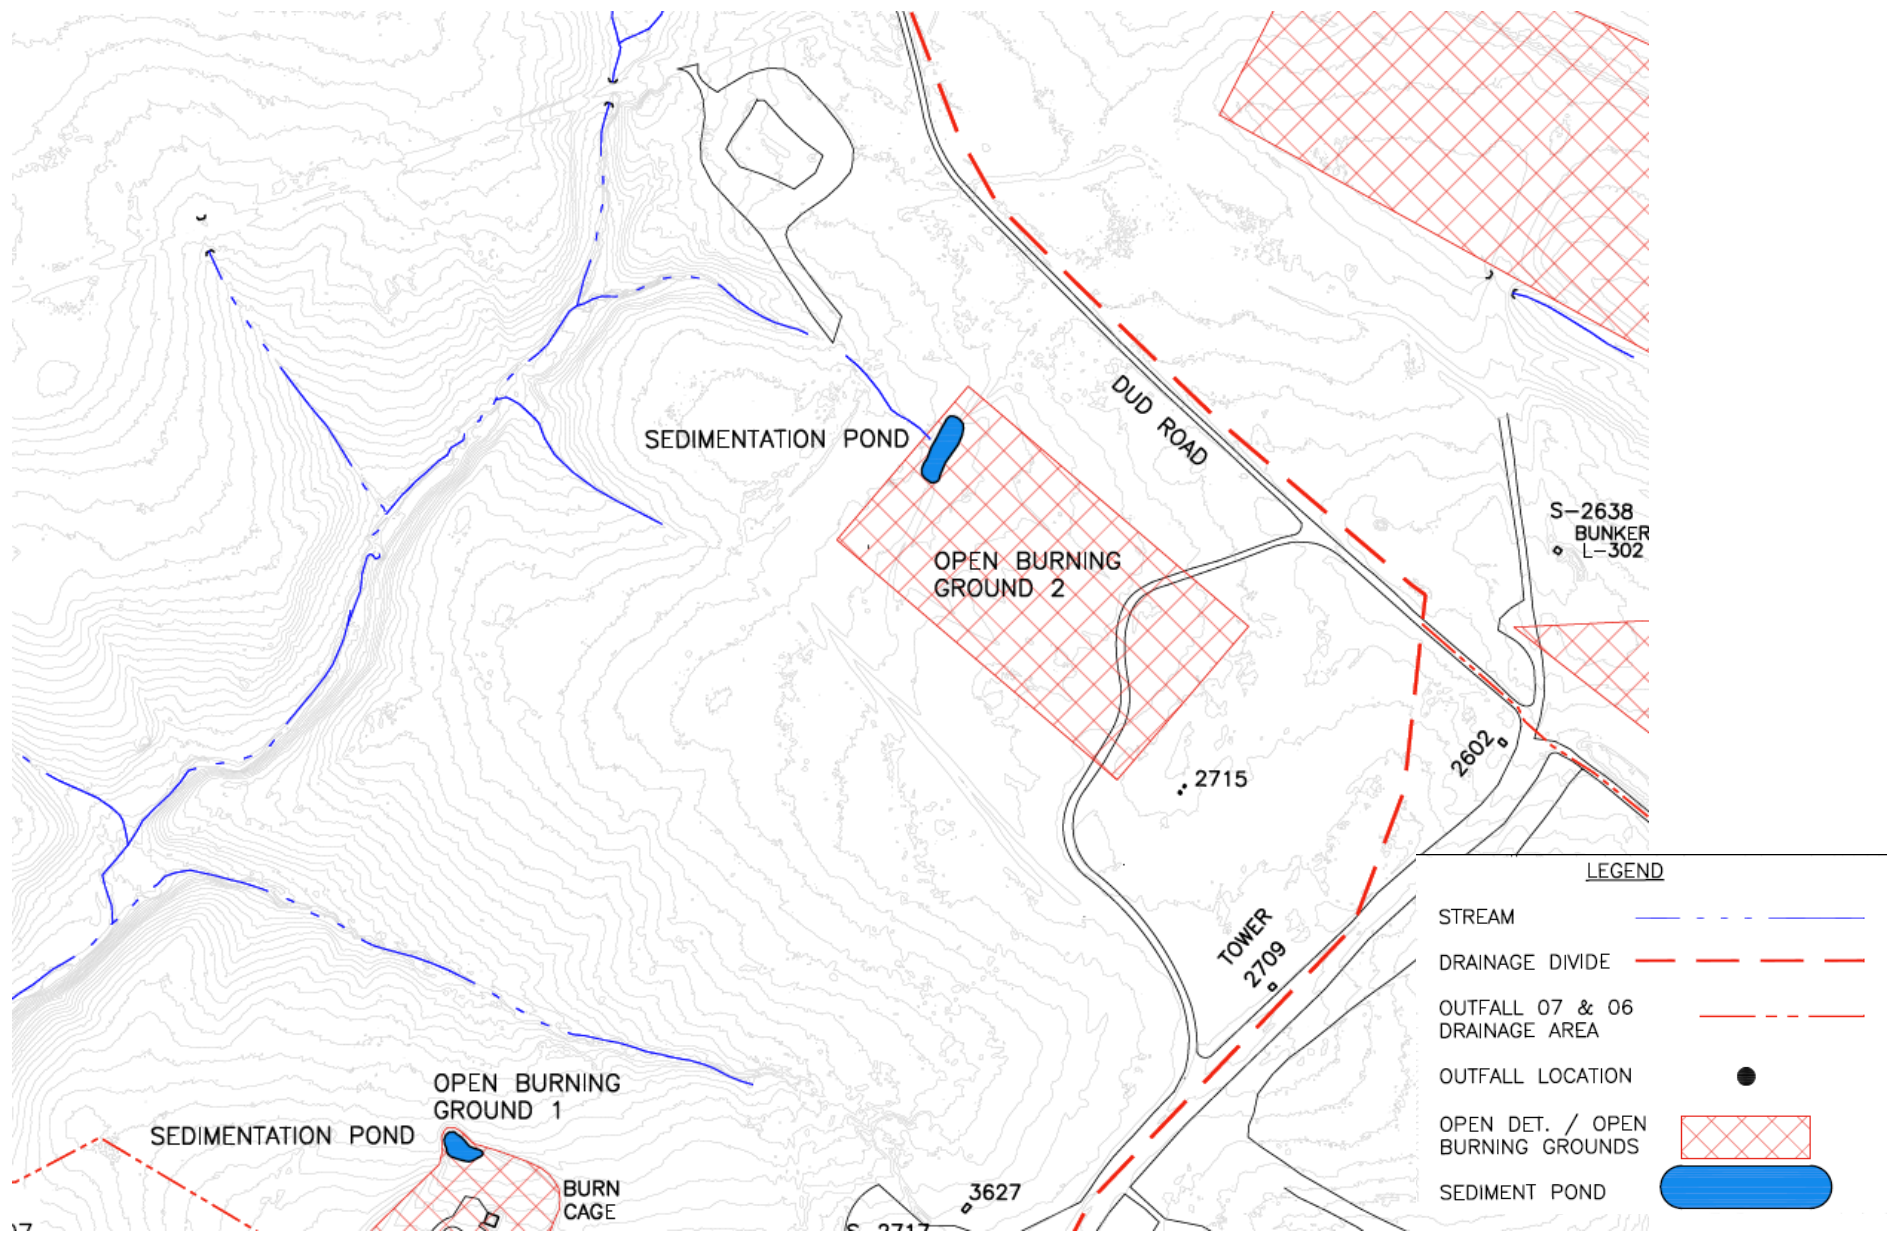 DUD ROAD
SEDIMENTATION POND
S-2638
BUNKER
L-302
OPEN BURNING
GROUND 2
2602
2715
TOWER
2709
OPEN BURNING
GROUND 1
SEDIMENTATION POND
BURN
CAGE
3627
S-2717
07
LEGEND
STREAM
DRAINAGE DIVIDE
OUTFALL 07 & 06
DRAINAGE AREA
OUTFALL LOCATION
OPEN DET. / OPEN
BURNING GROUNDS
SEDIMENT POND